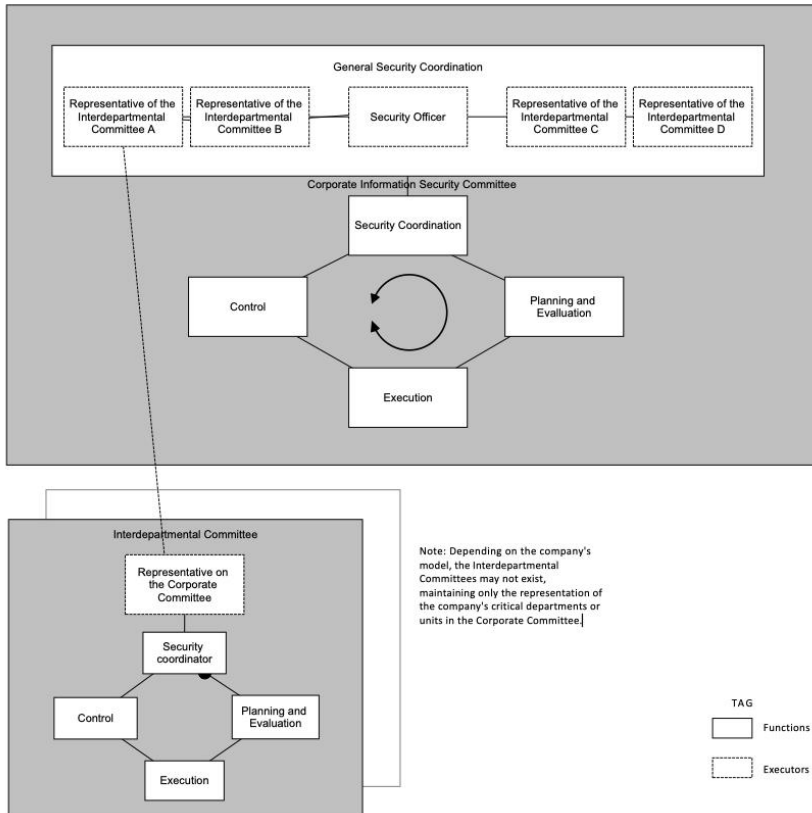 General Security Coordination
Representative of the
Interdepartmental
Committee A
Representative of the
Interdepartmental
Committee B
Security Officer
Representative of the
Interdepartmental
Committee C
Representative of the
Interdepartmental
Committee D
Corporate Information Security Committee
Security Coordination
Control
Planning and
Evalluation
Execution
Interdepartmental Committee
Representative on
the Corporate
Committee
Security
coordinator
Control
Planning and
Evaluation
Execution
Note: Depending on the company's
model, the Interdepartmental
Committees may not exist,
maintaining only the representation of
the company's critical departments or
units in the Corporate Committee.
TAG
Functions
Executors